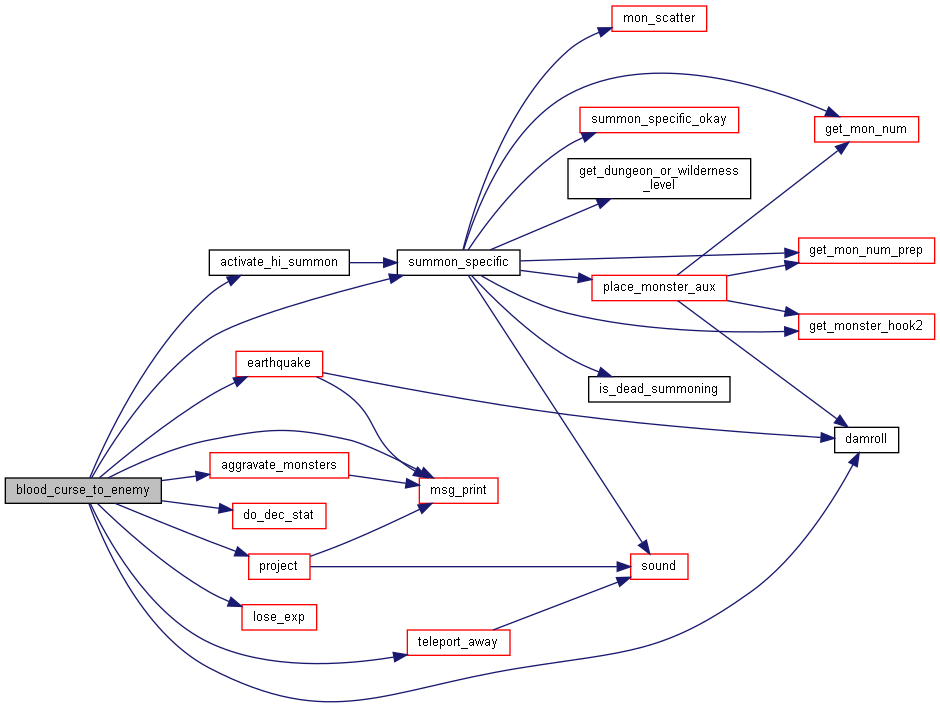 mon_scatter
summon_specific_okay
get_mon_num
get_dungeon_or_wilderness
_level
activate_hi_summon
summon_specific
get_mon_num_prep
place_monster_aux
get_monster_hook2
earthquake
is_dead_summoning
damroll
aggravate_monsters
blood_curse_to_enemy
msg_print
do_dec_stat
project
sound
lose_exp
teleport_away